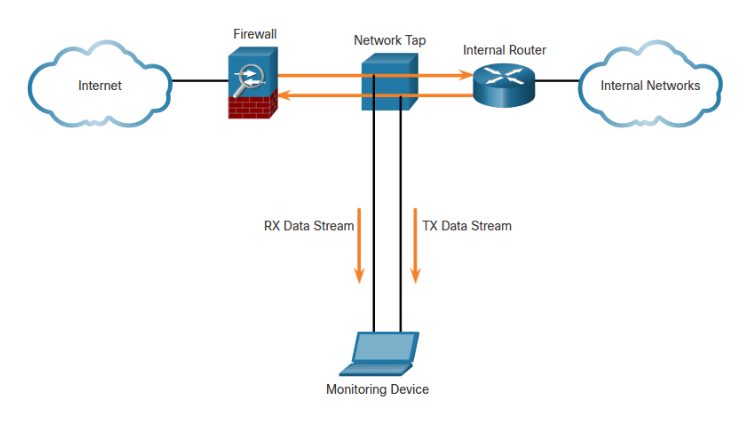 Firewall
Network Tap
Internal Router
Internet
Internal Networks
RX Data Stream
TX Data Stream
Monitoring Device